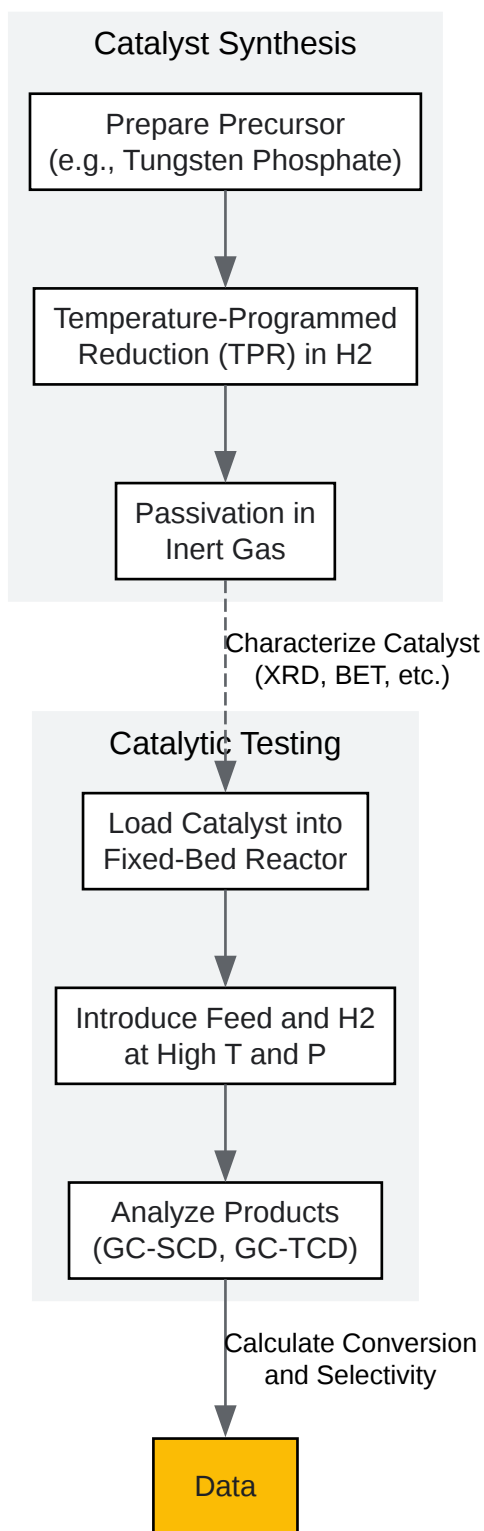 Catalyst Synthesis
Prepare Precursor
(e.g., Tungsten Phosphate)
Temperature-Programmed
Reduction (TPR) in H2
Passivation in
Inert Gas
Characterize Catalyst
(XRD, BET, etc.)
Catalytic Testing
Load Catalyst into
Fixed-Bed Reactor
Introduce Feed and H2
at High T and P
Analyze Products
(GC-SCD, GC-TCD)
Calculate Conversion
and Selectivity
Data